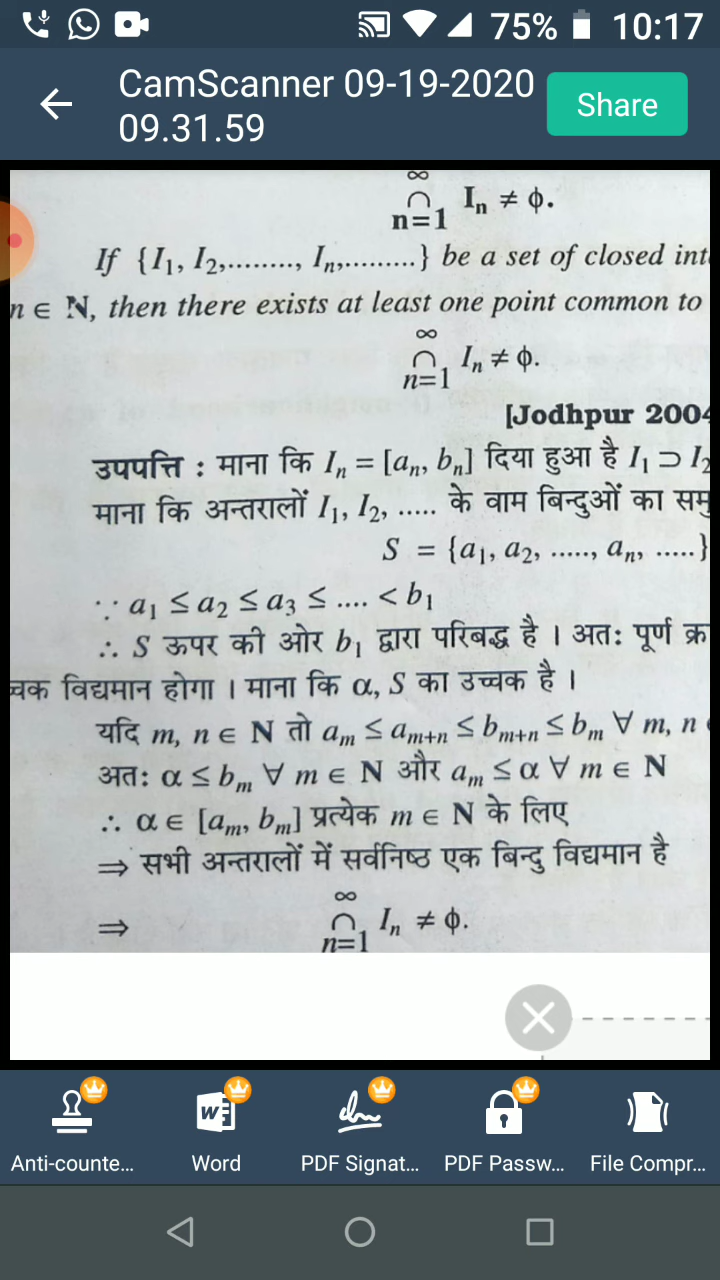 75% 10:17
CamScanner 09-19-2020
09.31.59
Share
∞
∩ Iₙ ≠ ϕ.
n=1
If {I₁, I₂,........, Iₙ,.........} be a set of closed
n ∈ N, then there exists at least one point common to
∞
∩ Iₙ ≠ ϕ.
n=1
[Jodhpur 2004
उपपत्ति : माना कि Iₙ = [aₙ, bₙ] दिया हुआ है I₁ ⊃ I₂
माना कि अन्तरालों I₁, I₂, ..... के वाम बिन्दुओं का
S = {a₁, a₂, ....., aₙ, .....}
∵ a₁ ≤ a₂ ≤ a₃ ≤ .... < b₁
∴ S ऊपर की ओर b₁ द्वारा परिबद्ध है । अत: पूर्ण
च्चक विद्यमान होगा । माना कि α, S का उच्चक है ।
यदि m, n ∈ N तो aₘ ≤ aₘ₊ₙ ≤ bₘ₊ₙ ≤ bₘ ∀ m, n
अत: α ≤ bₘ ∀ m ∈ N और aₘ ≤ α ∀ m ∈ N
∴ α ∈ [aₘ, bₘ] प्रत्येक m ∈ N के लिए
⇒ सभी अन्तरालों में सर्वनिष्ठ एक बिन्दु विद्यमान है
∞
⇒ ∩ Iₙ ≠ ϕ.
n=1
Anti-counte... Word PDF Signat... PDF Passw... File Compr...